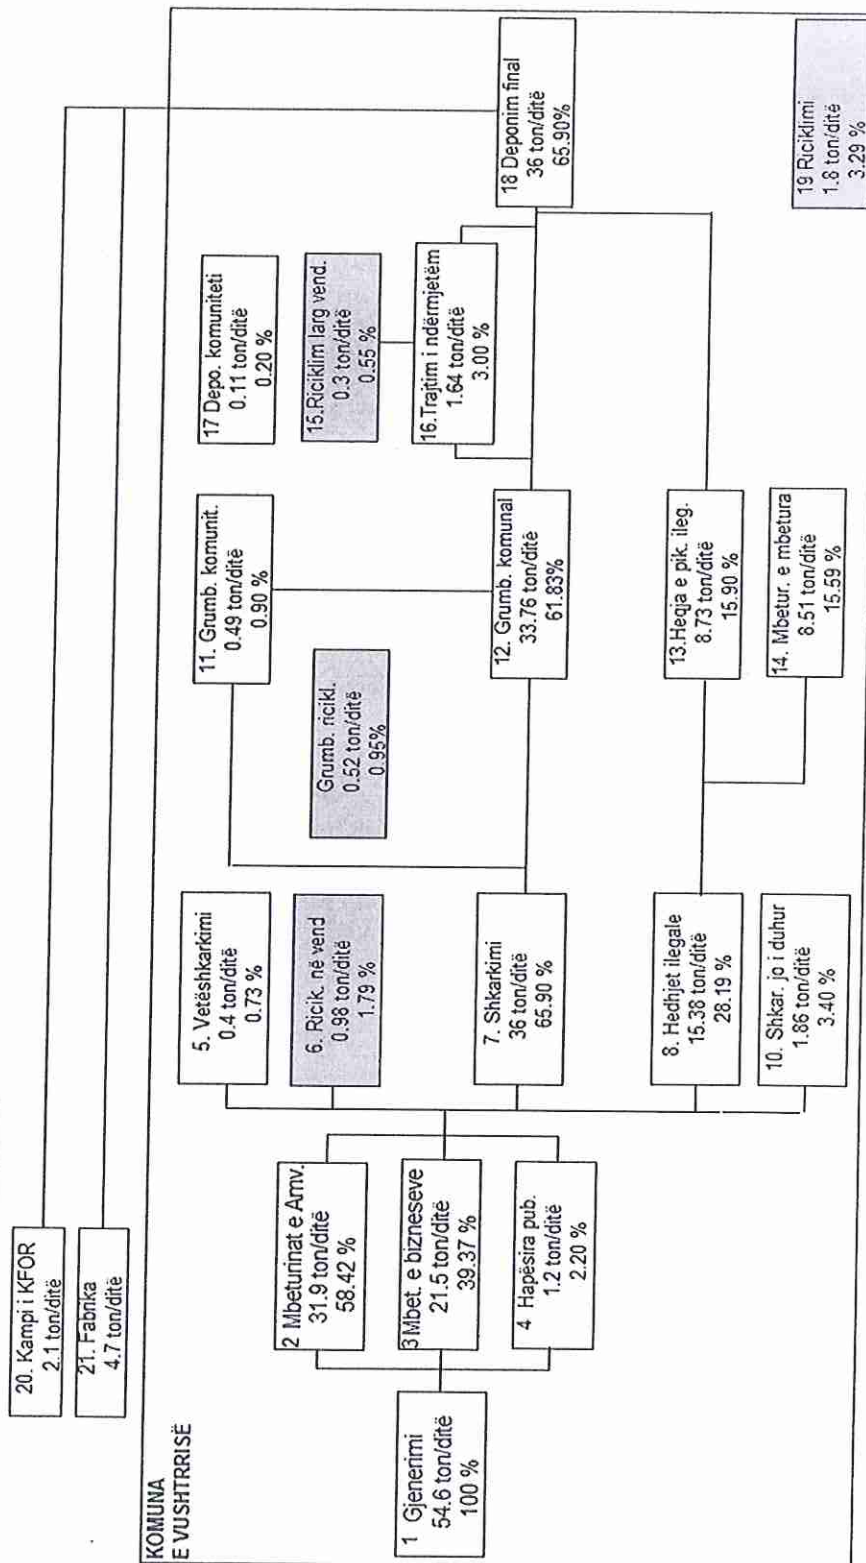 20. Kampi i KFOR
2.1 ton/ditë
21. Fabrika
4.7 ton/ditë
KOMUNA
E VUSHTRRISË
1 Gjenerimi
54.6 ton/ditë
100 %
2 Mbeturinat e Amv.
31.9 ton/ditë
58.42 %
3 Mbet. e bizneseve
21.5 ton/ditë
39.37 %
4 Hapësira pub.
1.2 ton/ditë
2.20 %
5. Vetëshkarkimi
0.4 ton/ditë
0.73 %
6. Ricik. në vend
0.98 ton/ditë
1.79 %
7. Shkarkimi
36 ton/ditë
65.90 %
8. Hedhjet ilegale
15.38 ton/ditë
28.19 %
10. Shkar. jo i duhur
1.86 ton/ditë
3.40 %
11. Grumb. komunit.
0.49 ton/ditë
0.90 %
Grumb. ricikl.
0.52 ton/ditë
0.95%
12. Grumb. komunal
33.76 ton/ditë
61.83%
13.Heqja e pik. ileg.
8.73 ton/ditë
15.90 %
14. Mbetur. e mbetura
8.51 ton/ditë
15.59 %
17 Depo. komuniteti
0.11 ton/ditë
0.20 %
15.Riciklim larg vend.
0.3 ton/ditë
0.55 %
16.Trajtim i ndërmjetëm
1.64 ton/ditë
3.00 %
18 Deponim final
36 ton/ditë
65.90%
19 Riciklimi
1.8 ton/ditë
3.29 %